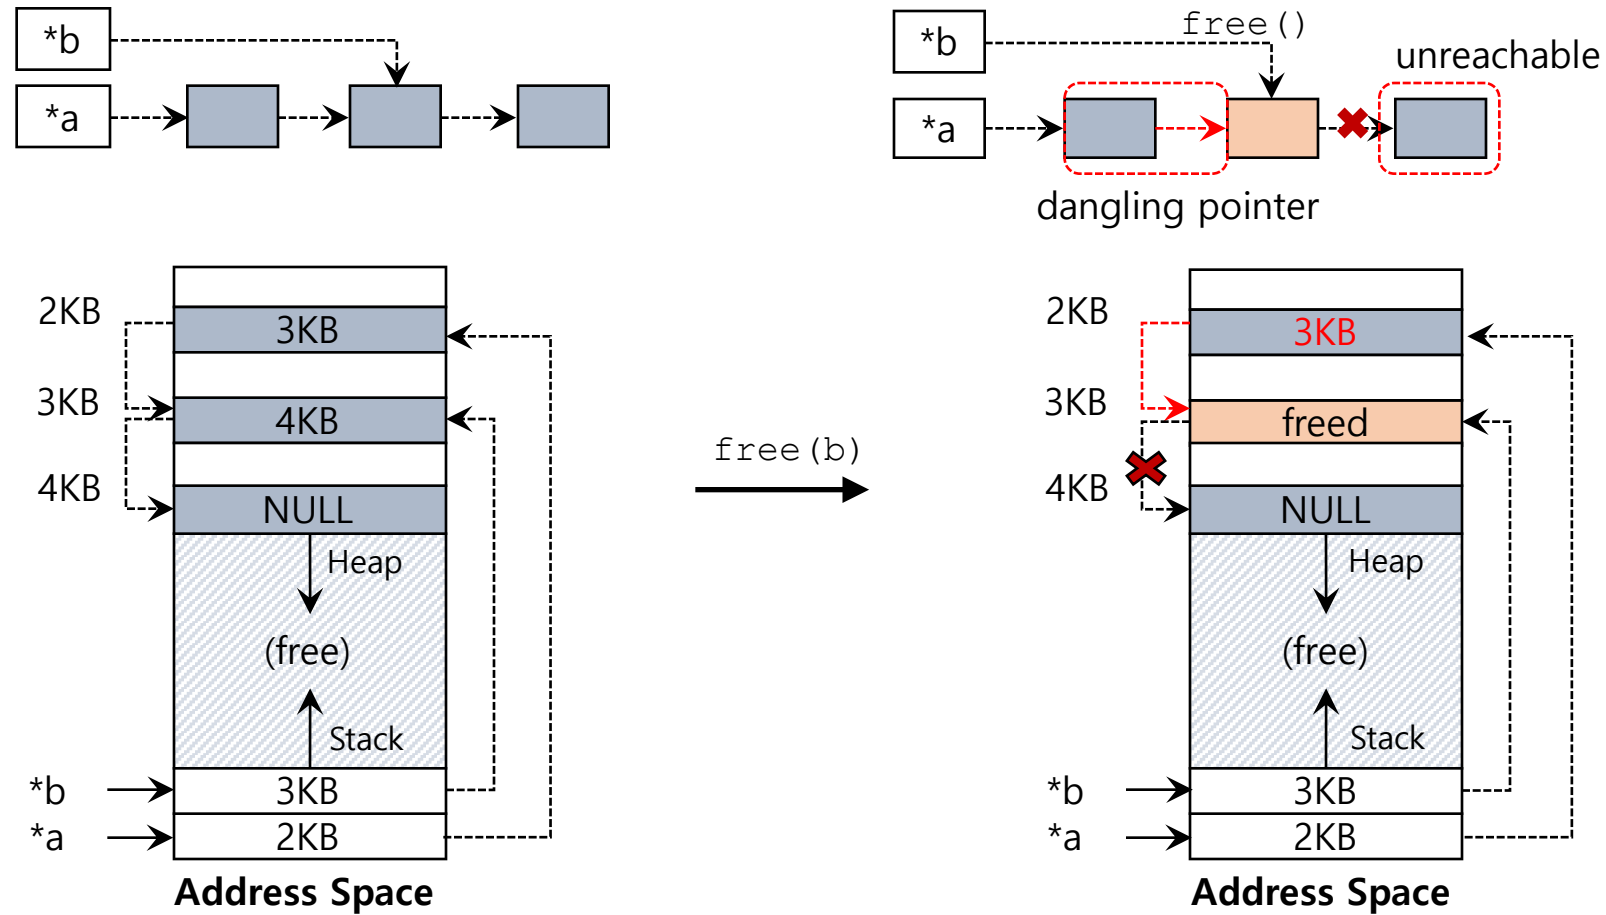 *b
*a
2KB
3KB
3KB
4KB
4KB
NULL
Heap
(free)
Stack
*b
3KB
*a
2KB
Address Space
free(b)
free()
*b
unreachable
*a
dangling pointer
2KB
3KB
3KB
freed
4KB
NULL
Heap
(free)
Stack
*b
3KB
*a
2KB
Address Space